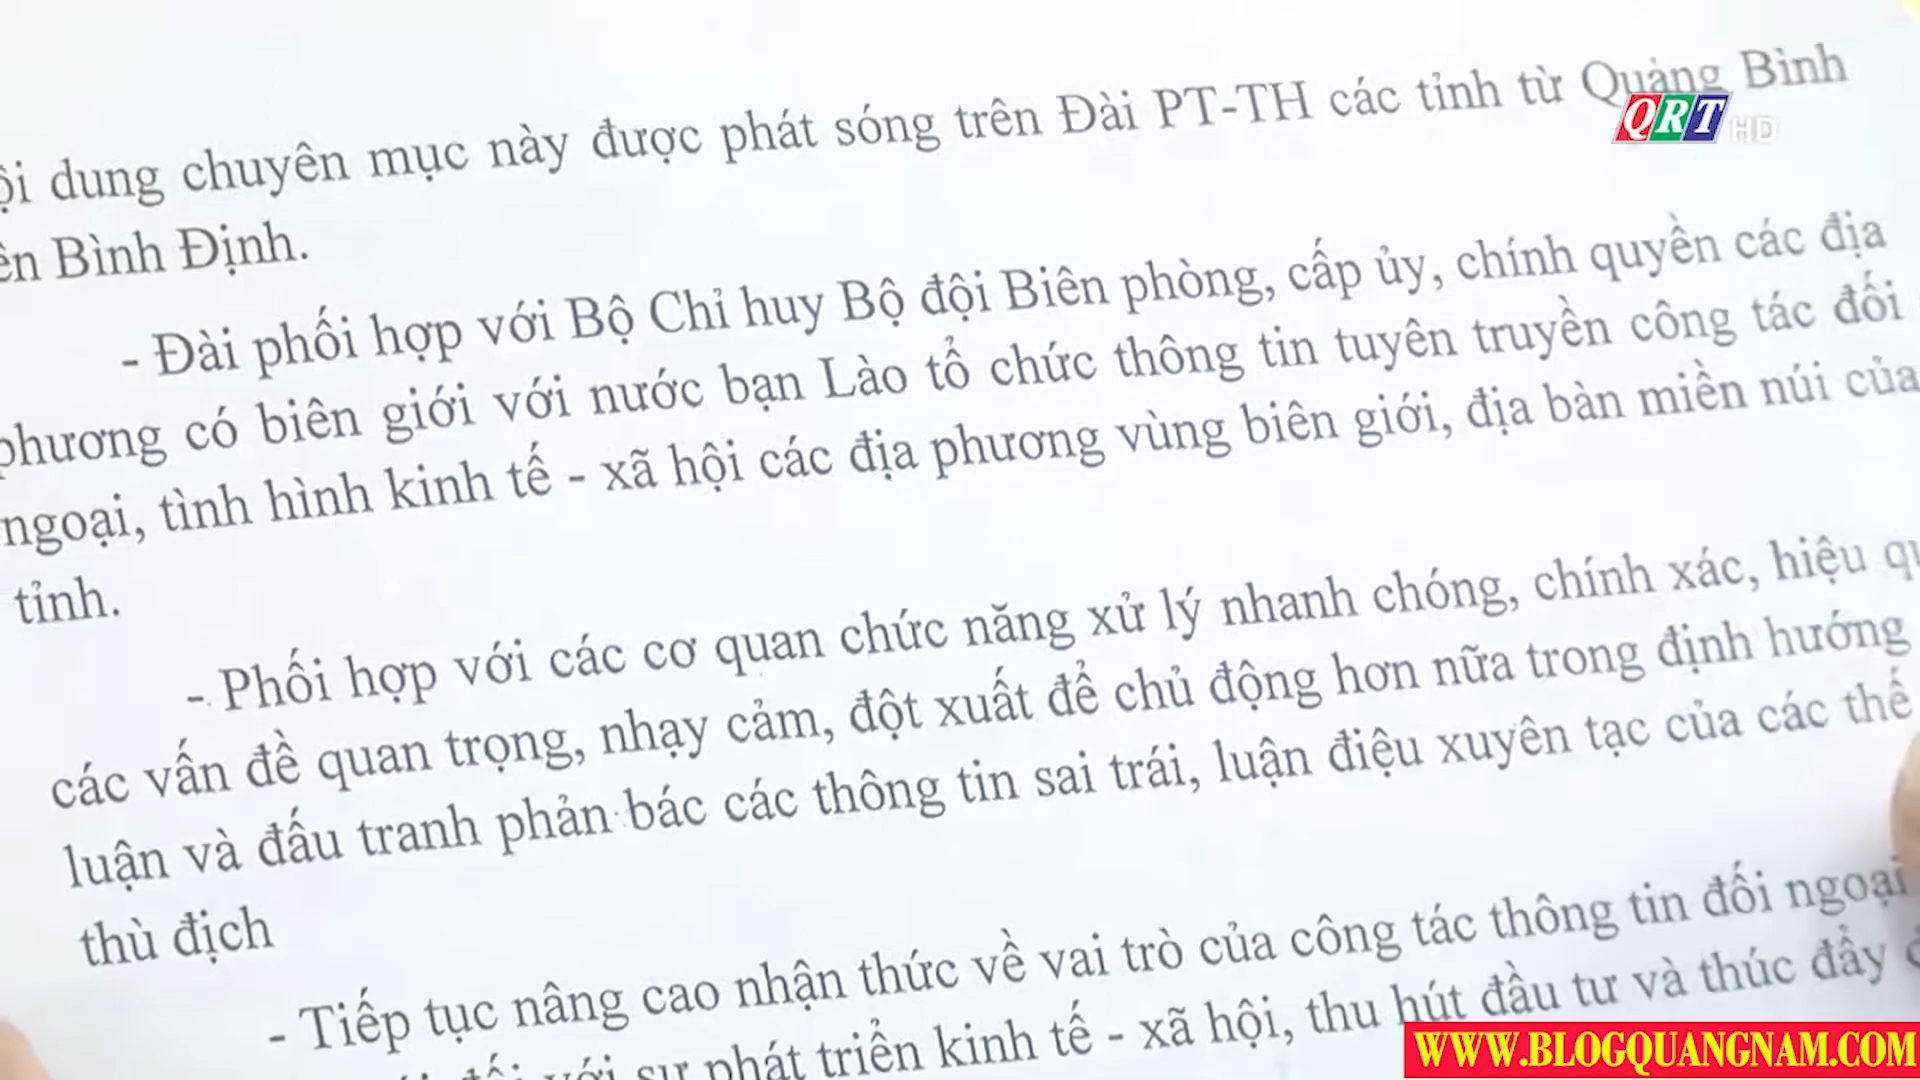 dung chuyên mục này được phát sóng trên Đài PT-TH các tỉnh từ Quảng Bình
Bình Định.
- Đài phối hợp với Bộ Chỉ huy Bộ đội Biên phòng, cấp ủy, chính quyền các địa
phương có biên giới với nước bạn Lào tổ chức thông tin tuyên truyền công tác đối
ngoại, tình hình kinh tế - xã hội các địa phương vùng biên giới, địa bàn miền núi của
tỉnh.
- Phối hợp với các cơ quan chức năng xử lý nhanh chóng, chính xác, hiệu
các vấn đề quan trọng, nhạy cảm, đột xuất để chủ động hơn nữa trong định hướng
luận và đấu tranh phản bác các thông tin sai trái, luận điệu xuyên tạc của các thế
thù địch
- Tiếp tục nâng cao nhận thức về vai trò của công tác thông tin đối ngoại
đối với sự phát triển kinh tế - xã hội, thu hút đầu tư và thúc đẩy
QRT HD
WWW.BLOGQUANGNAM.COM